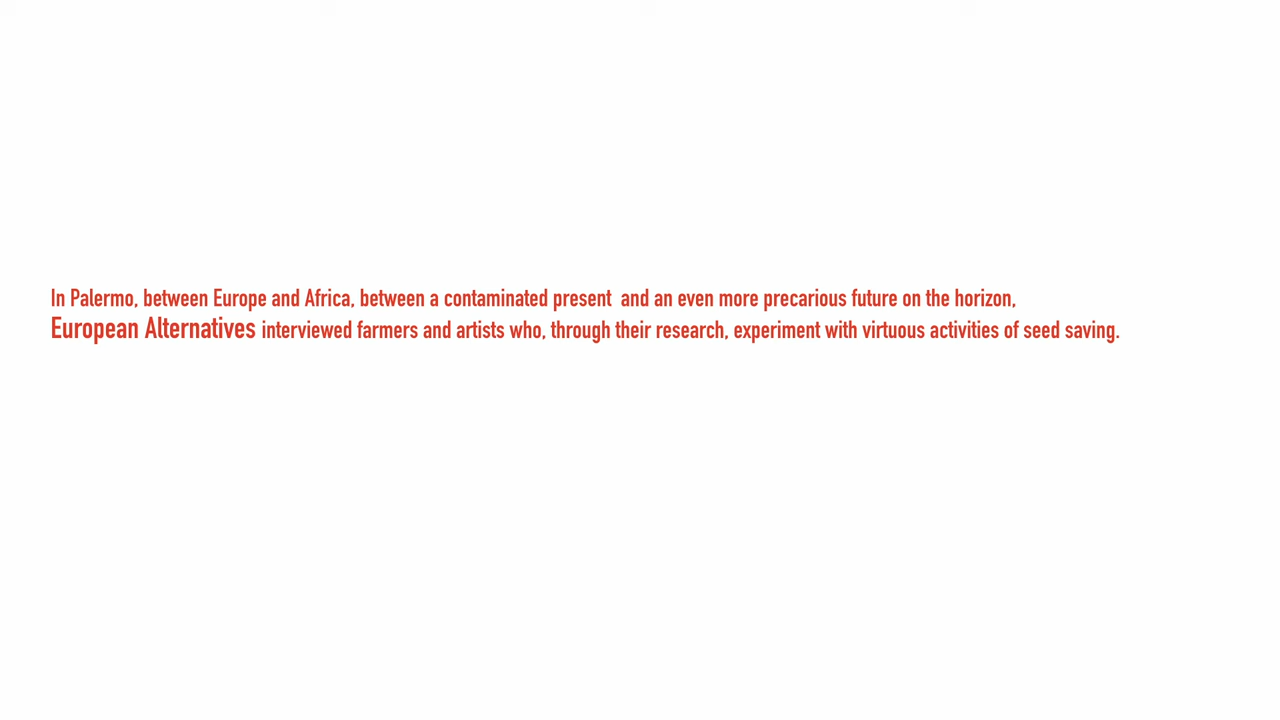 In Palermo, between Europe and Africa, between a contaminated present  and an even more precarious future on the horizon,
European Alternatives interviewed farmers and artists who, through their research, experiment with virtuous activities of seed saving.